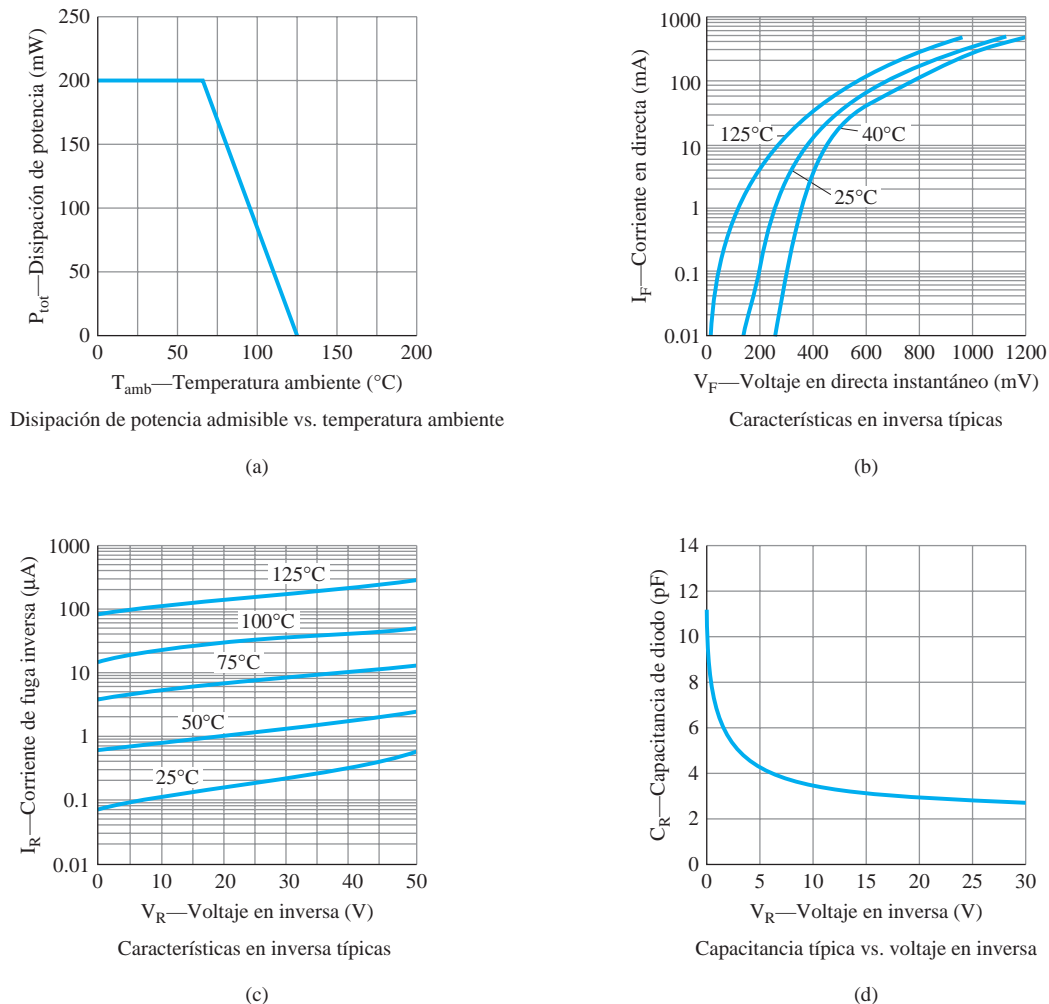 P_tot—Disipación de potencia (mW)
250
200
150
100
50
0
0 50 100 150 200
T_amb—Temperatura ambiente (°C)
Disipación de potencia admisible vs. temperatura ambiente
(a)
I_F—Corriente en directa (mA)
1000
100
10
1
0.1
0.01
125°C
40°C
25°C
0 200 400 600 800 1000 1200
V_F—Voltaje en directa instantáneo (mV)
Características en inversa típicas
(b)
I_R—Corriente de fuga inversa (µA)
1000
100
10
1
0.1
0.01
125°C
100°C
75°C
50°C
25°C
0 10 20 30 40 50
V_R—Voltaje en inversa (V)
Características en inversa típicas
(c)
C_R—Capacitancia de diodo (pF)
14
12
10
8
6
4
2
0
0 5 10 15 20 25 30
V_R—Voltaje en inversa (V)
Capacitancia típica vs. voltaje en inversa
(d)